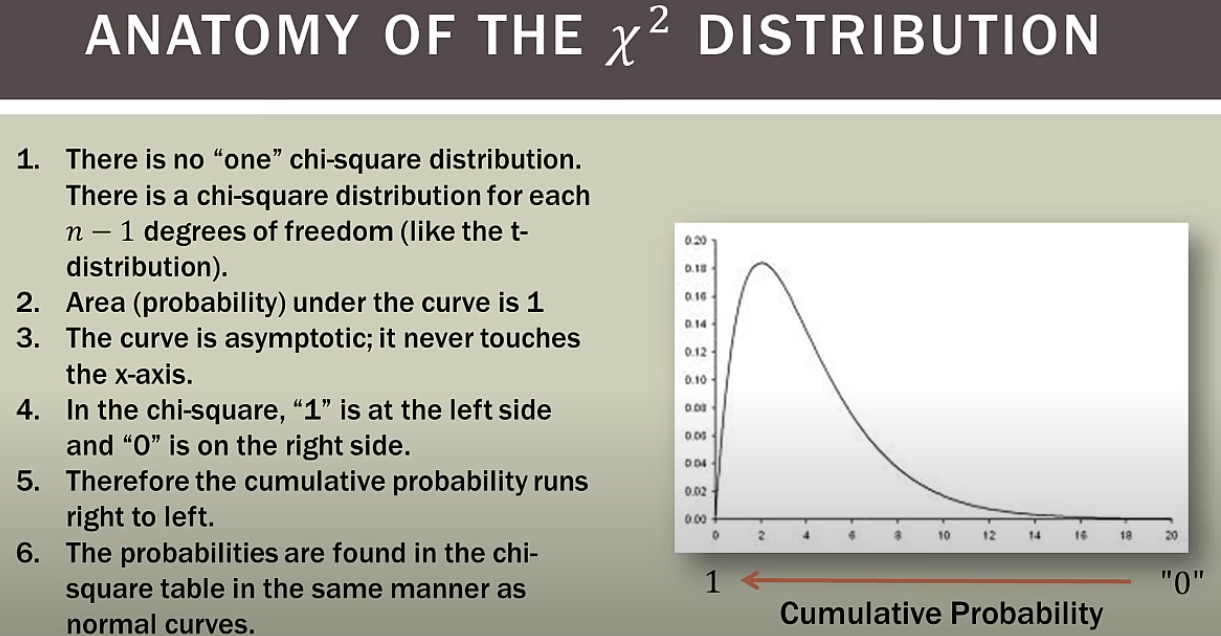 ANATOMY OF THE χ² DISTRIBUTION
1. There is no “one” chi-square distribution.
There is a chi-square distribution for each
n − 1 degrees of freedom (like the t-
distribution).
2. Area (probability) under the curve is 1
3. The curve is asymptotic; it never touches
the x-axis.
4. In the chi-square, “1” is at the left side
and “0” is on the right side.
5. Therefore the cumulative probability runs
right to left.
6. The probabilities are found in the chi-
square table in the same manner as
normal curves.
0.20
0.18
0.16
0.14
0.12
0.10
0.08
0.06
0.04
0.02
0.00
0 2 4 6 8 10 12 14 16 18 20
1 "0"
Cumulative Probability